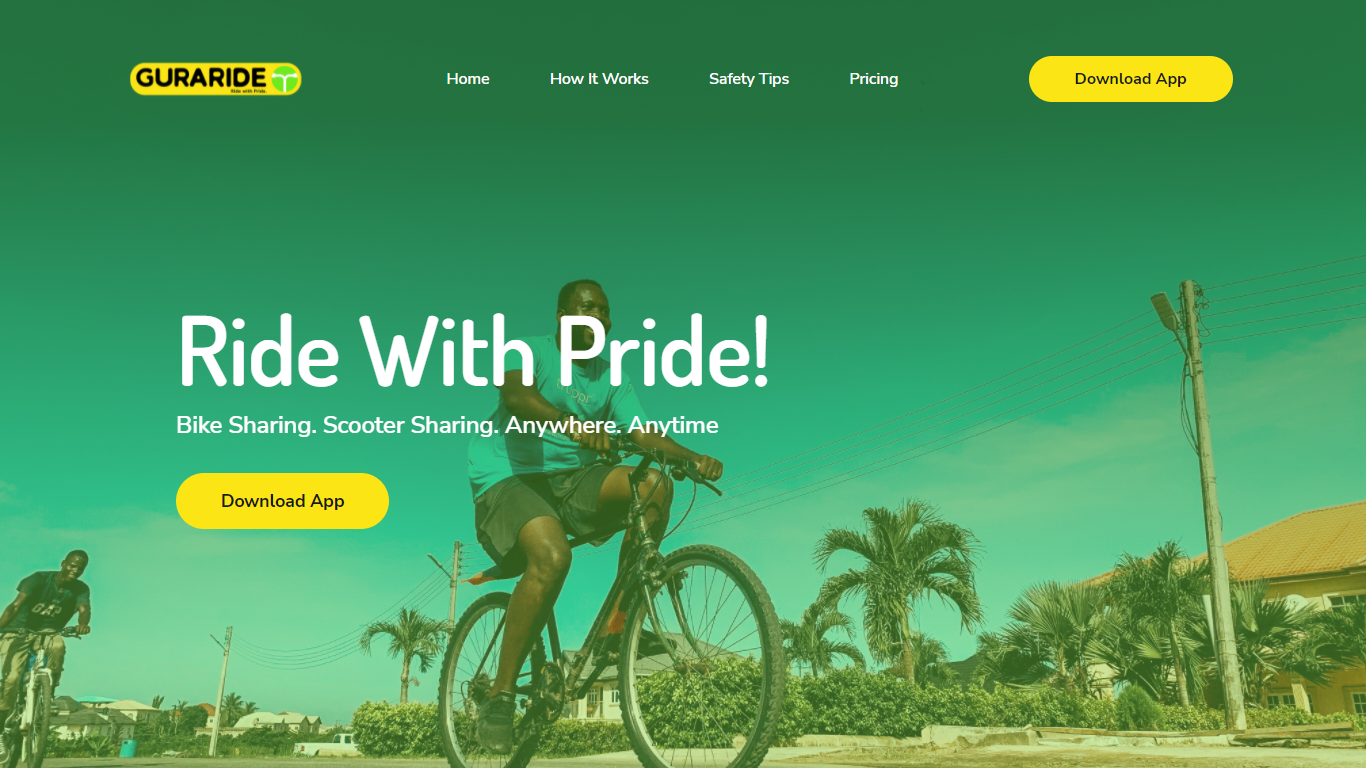 GURARIDE
Ride with Pride.
Home
How It Works
Safety Tips
Pricing
Download App
Ride With Pride!
Bike Sharing. Scooter Sharing. Anywhere. Anytime
Download App